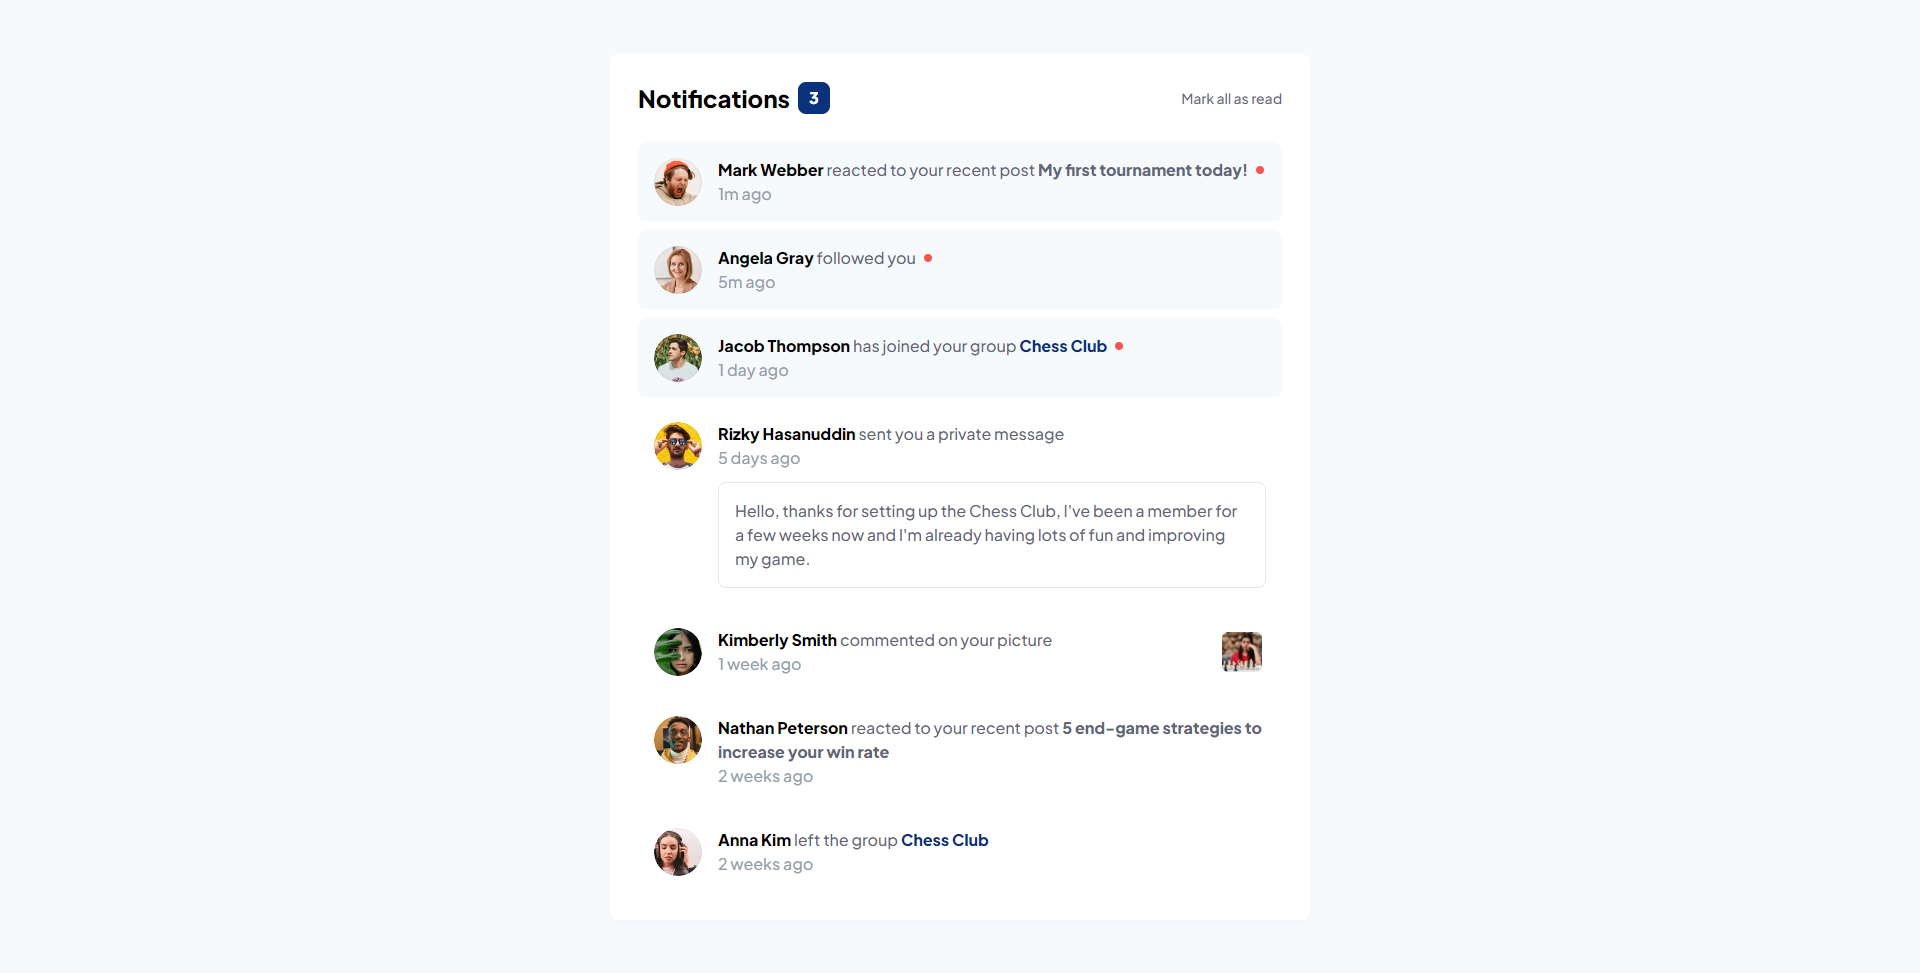 Notifications 3
Mark all as read
Mark Webber reacted to your recent post My first tournament today!
1m ago
Angela Gray followed you
5m ago
Jacob Thompson has joined your group Chess Club
1 day ago
Rizky Hasanuddin sent you a private message
5 days ago
Hello, thanks for setting up the Chess Club, I've been a member for
a few weeks now and I'm already having lots of fun and improving
my game.
Kimberly Smith commented on your picture
1 week ago
Nathan Peterson reacted to your recent post 5 end-game strategies to
increase your win rate
2 weeks ago
Anna Kim left the group Chess Club
2 weeks ago